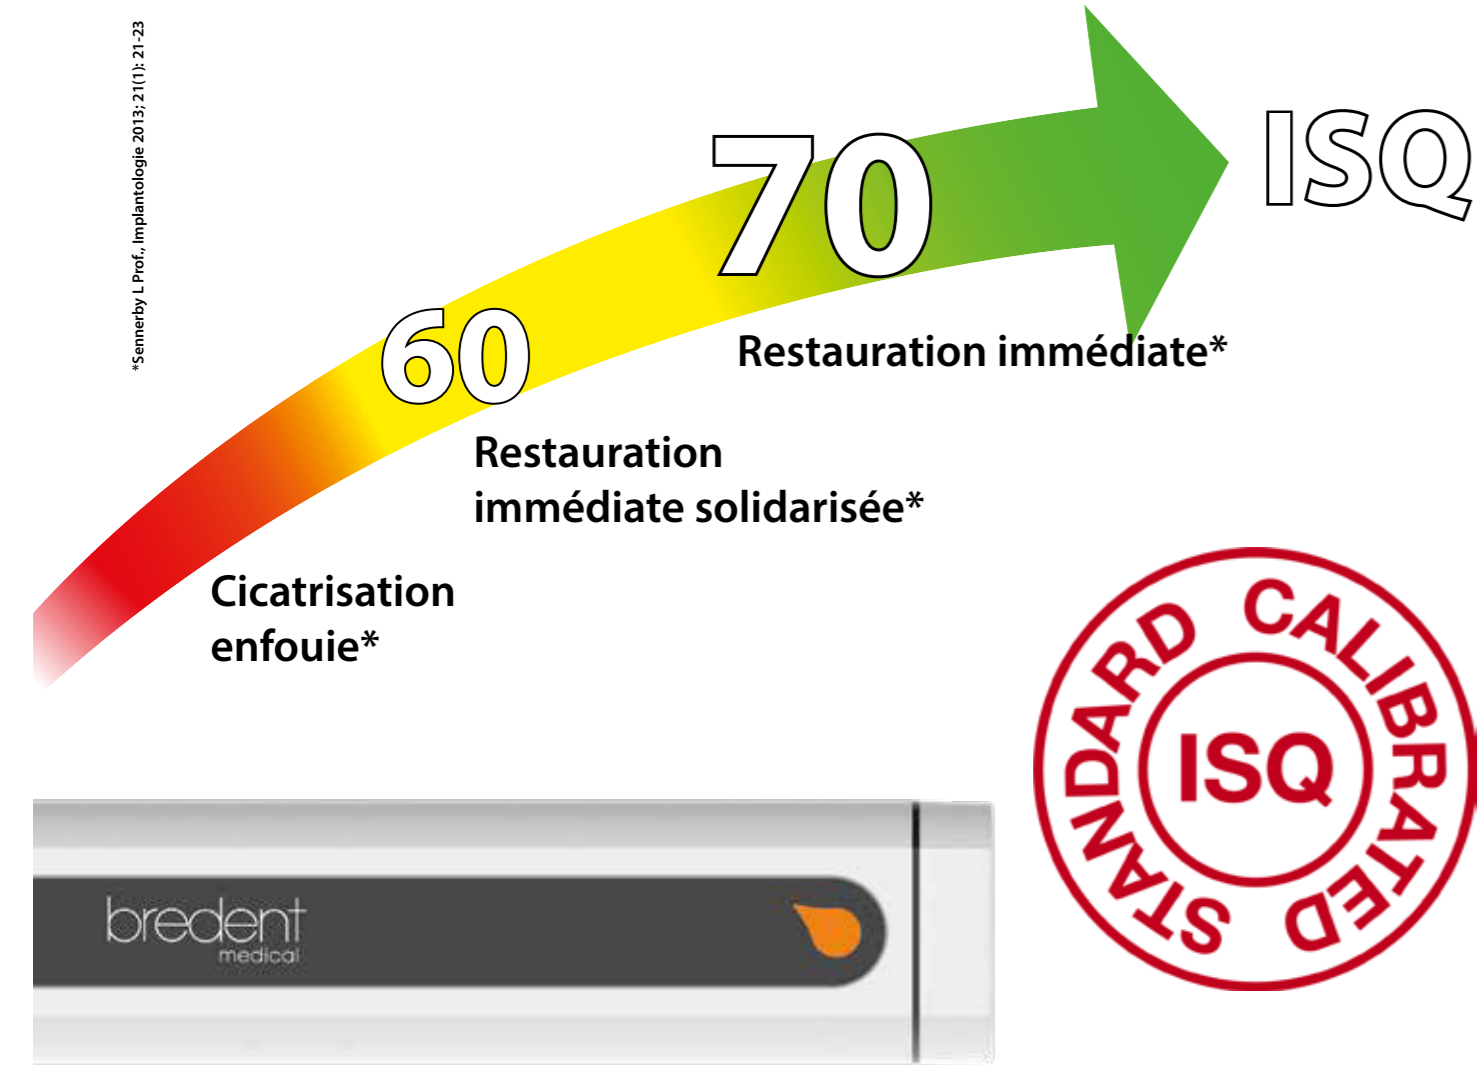 *Sennerby L Prof., Implantologie 2013; 21(1): 21-23
70
ISQ
60
Restauration immédiate*
Restauration
immédiate solidarisée*
Cicatrisation
enfouie*
STANDARD CALIBRATED
ISQ
bredent
medical